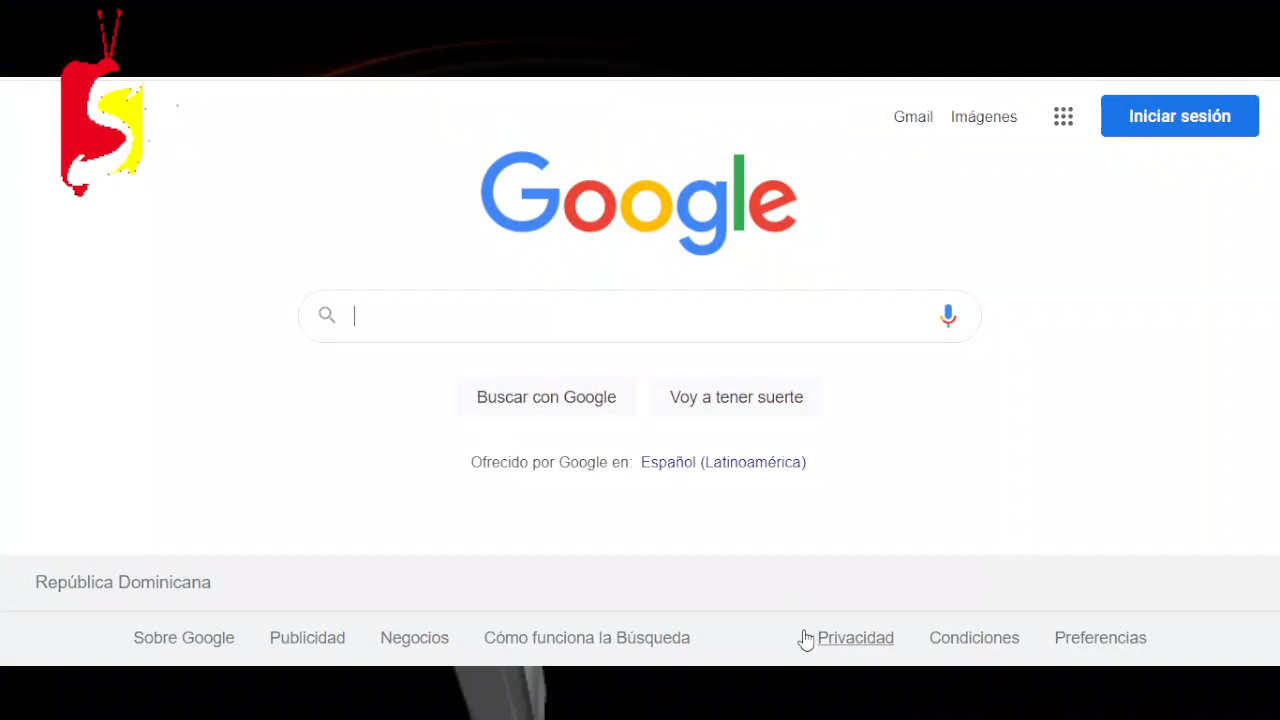 Gmail Imágenes Iniciar sesión
Google
Buscar con Google Voy a tener suerte
Ofrecido por Google en: Español (Latinoamérica)
República Dominicana
Sobre Google Publicidad Negocios Cómo funciona la Búsqueda Privacidad Condiciones Preferencias